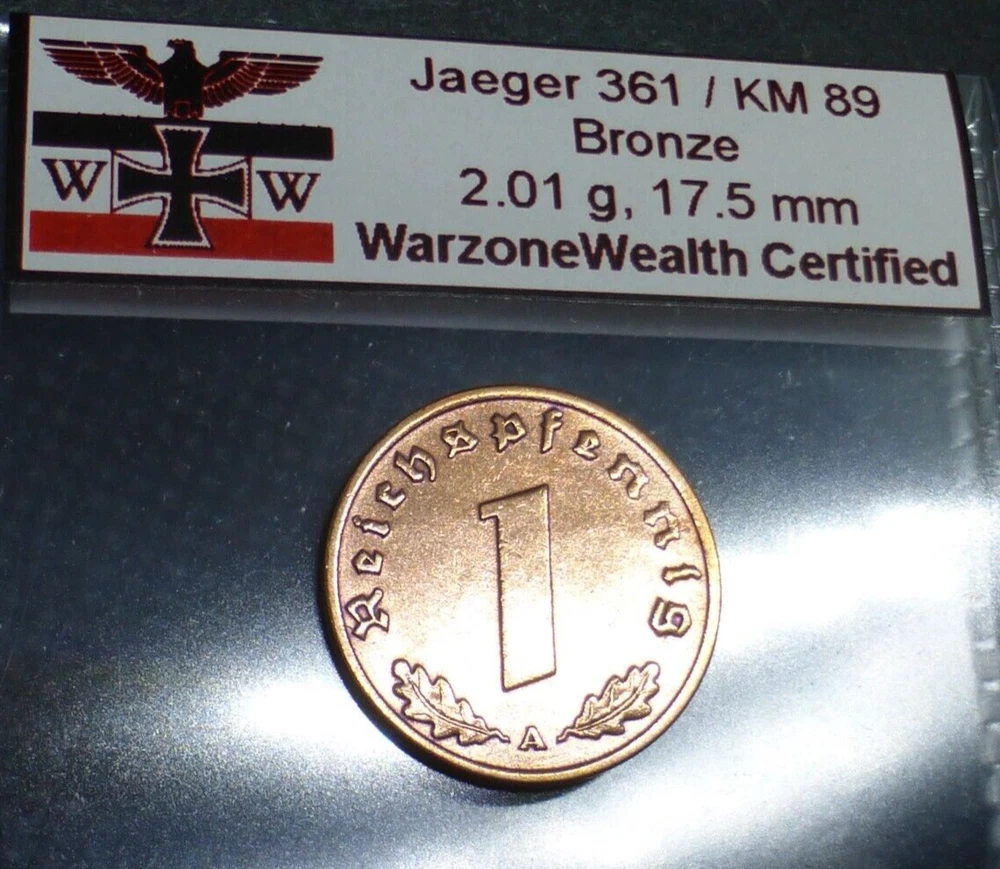 Jaeger 361 / KM 89
Bronze
2.01 g, 17.5 mm
WarzoneWealth Certified
W W
Reichspfennig
1
A